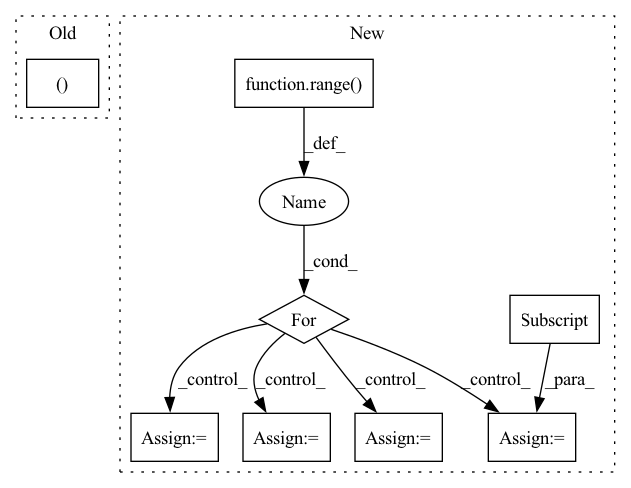 Old
New
()
function.range()
_def_
Name
_cond_
For
Subscript
_control_
_control_
_control_
_control_
_para_
Assign:=
Assign:=
Assign:=
Assign:=